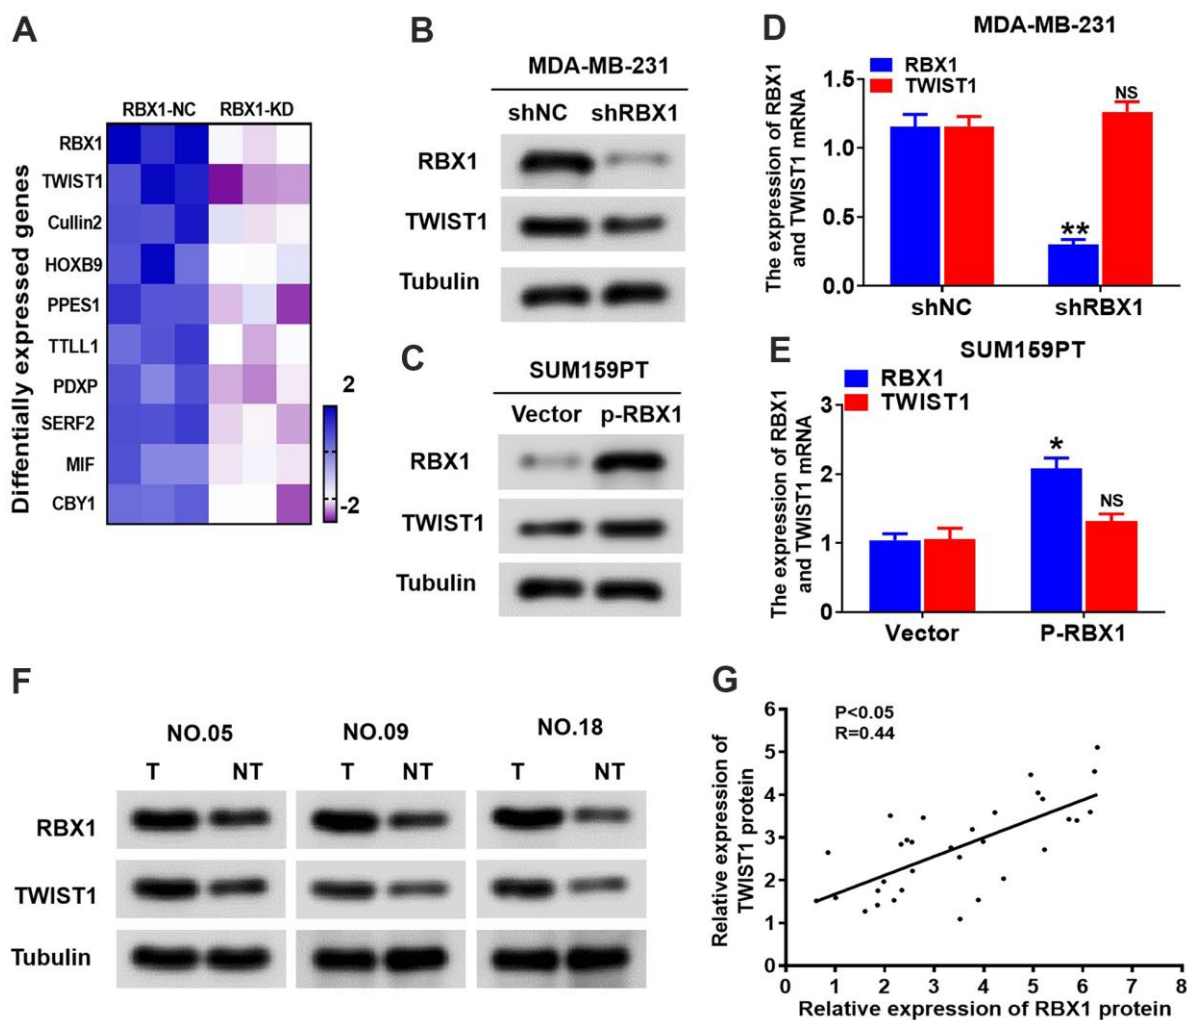 A
RBX1-NC RBX1-KD
Diffentially expressed genes
RBX1
TWIST1
Cullin2
HOXB9
PPES1
TTLL1
PDXP
SERF2
MIF
CBY1
2
-2
B
MDA-MB-231
shNC shRBX1
RBX1
TWIST1
Tubulin
C
SUM159PT
Vector p-RBX1
RBX1
TWIST1
Tubulin
D
MDA-MB-231
RBX1
TWIST1
The expression of RBX1
and TWIST1 mRNA
1.5
1.0
0.5
0.0
NS
**
shNC shRBX1
E
SUM159PT
RBX1
TWIST1
The expression of RBX1
and TWIST1 mRNA
3
2
1
0
*
NS
Vector P-RBX1
F
NO.05 NO.09 NO.18
T NT T NT T NT
RBX1
TWIST1
Tubulin
G
P<0.05
R=0.44
Relative expression of
TWIST1 protein
6
5
4
3
2
1
0
0 1 2 3 4 5 6 7 8
Relative expression of RBX1 protein